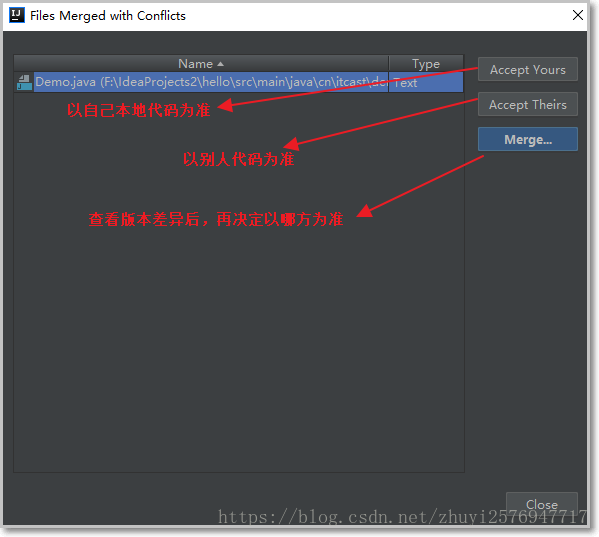 Files Merged with Conflicts
Name Type
Demo.java (F:\IdeaProjects2\hello\src\main\java\cn\itcast\de Text
Accept Yours
以自己本地代码为准
Accept Theirs
Merge...
以别人代码为准
查看版本差异后，再决定以哪方为准
Close
https://blog.csdn.net/zhuyi2576947717